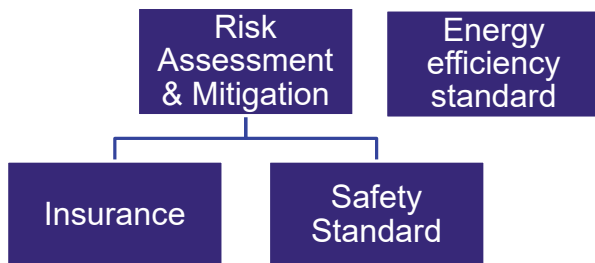 Risk
Assessment
& Mitigation
Energy
efficiency
standard
Insurance
Safety
Standard